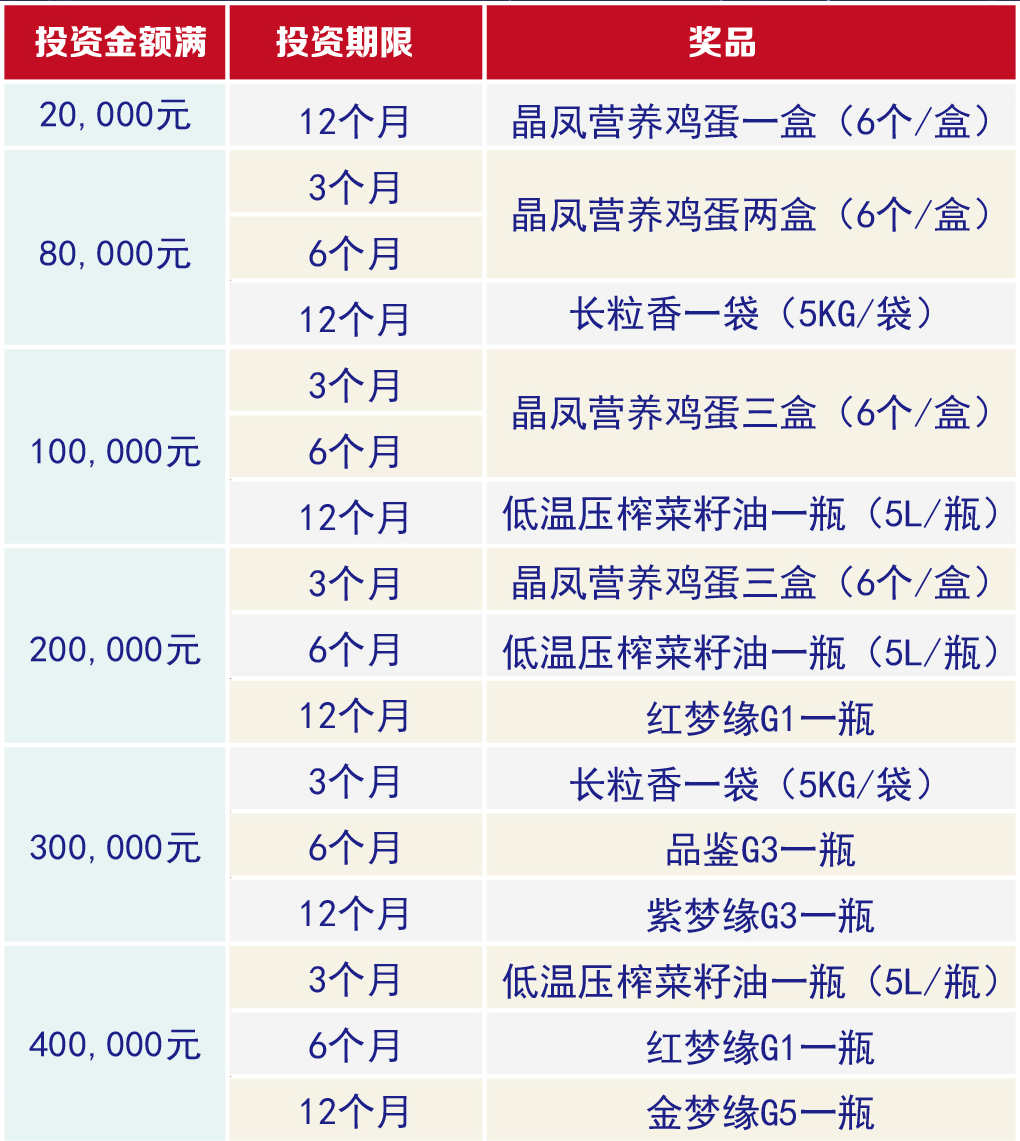 投资金额满 投资期限 奖品
20,000元 12个月 晶凤营养鸡蛋一盒（6个/盒）
80,000元 3个月 晶凤营养鸡蛋两盒（6个/盒）
6个月
12个月 长粒香一袋（5KG/袋）
100,000元 3个月 晶凤营养鸡蛋三盒（6个/盒）
6个月
12个月 低温压榨菜籽油一瓶（5L/瓶）
200,000元 3个月 晶凤营养鸡蛋三盒（6个/盒）
6个月 低温压榨菜籽油一瓶（5L/瓶）
12个月 红梦缘G1一瓶
300,000元 3个月 长粒香一袋（5KG/袋）
6个月 品鉴G3一瓶
12个月 紫梦缘G3一瓶
400,000元 3个月 低温压榨菜籽油一瓶（5L/瓶）
6个月 红梦缘G1一瓶
12个月 金梦缘G5一瓶